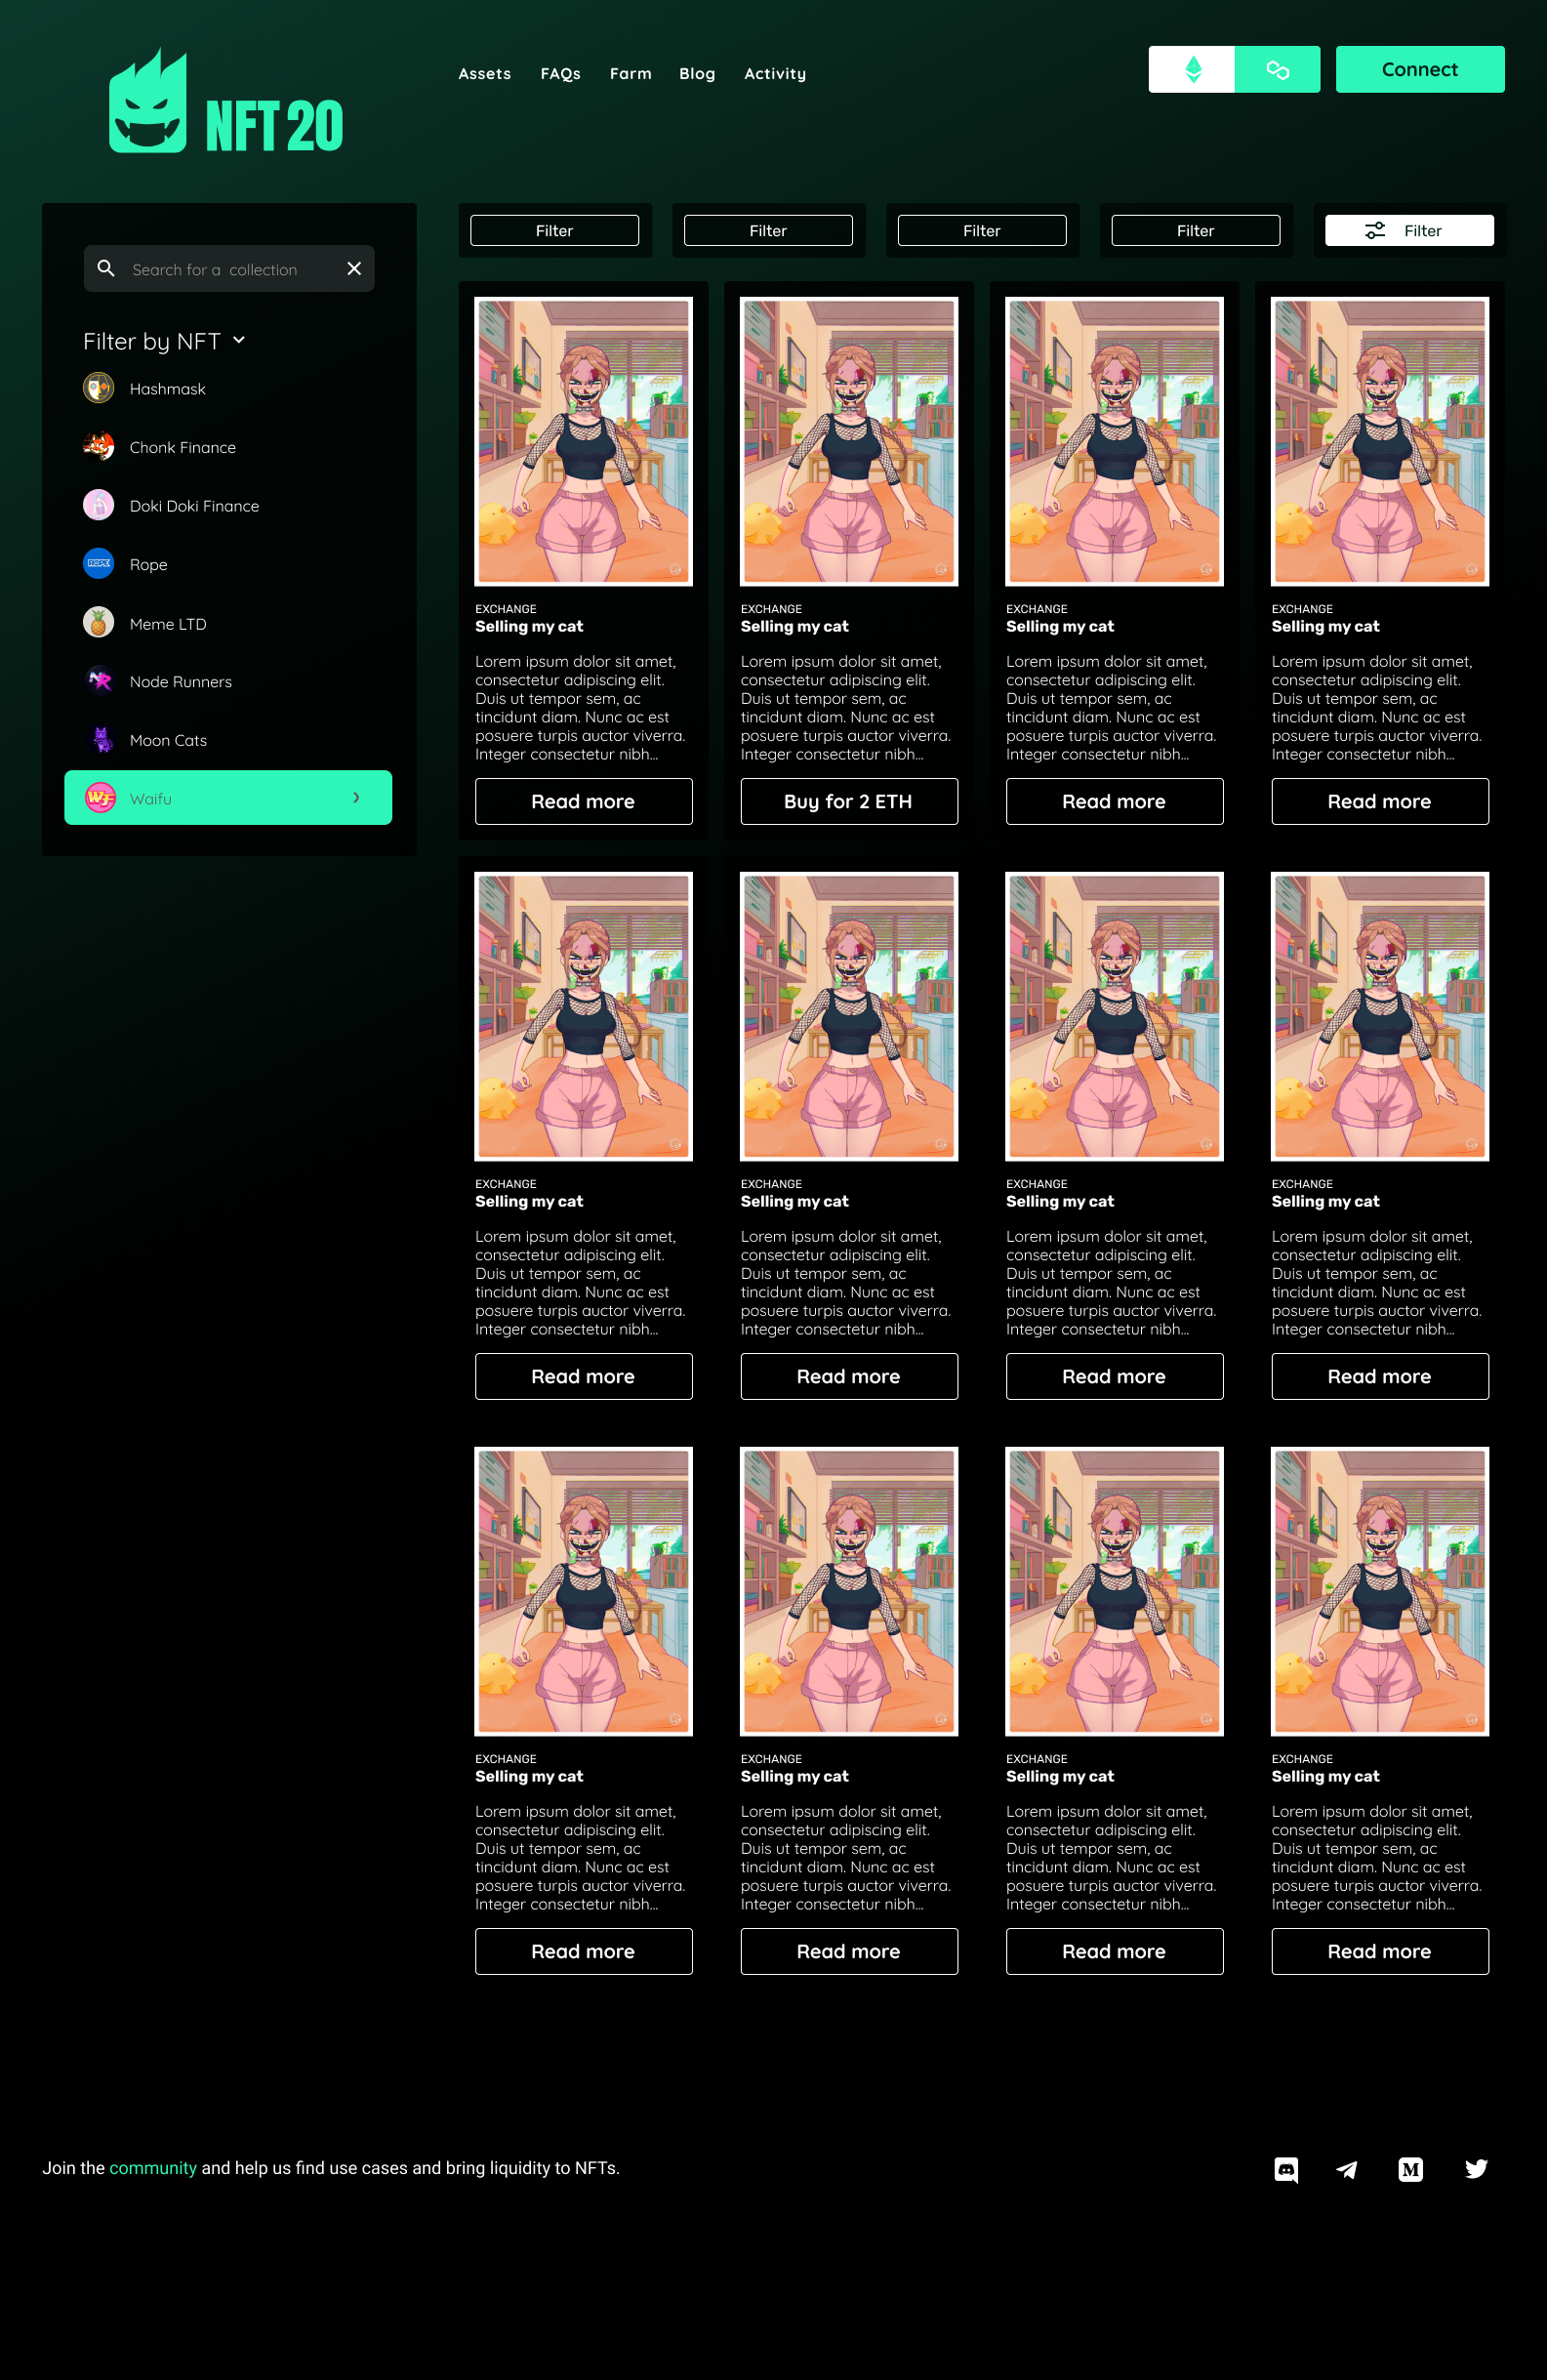 NFT 20
Assets
FAQs
Farm
Blog
Activity
Connect
Search for a  collection
Filter by NFT
Hashmask
Chonk Finance
Doki Doki Finance
ROPE
Rope
Meme LTD
Node Runners
Moon Cats
WF
Waifu
Filter
Filter
Filter
Filter
Filter
EXCHANGE
Selling my cat
Lorem ipsum dolor sit amet,
consectetur adipiscing elit.
Duis ut tempor sem, ac
tincidunt diam. Nunc ac est
posuere turpis auctor viverra.
Integer consectetur nibh...
Read more
EXCHANGE
Selling my cat
Lorem ipsum dolor sit amet,
consectetur adipiscing elit.
Duis ut tempor sem, ac
tincidunt diam. Nunc ac est
posuere turpis auctor viverra.
Integer consectetur nibh...
Buy for 2 ETH
EXCHANGE
Selling my cat
Lorem ipsum dolor sit amet,
consectetur adipiscing elit.
Duis ut tempor sem, ac
tincidunt diam. Nunc ac est
posuere turpis auctor viverra.
Integer consectetur nibh...
Read more
EXCHANGE
Selling my cat
Lorem ipsum dolor sit amet,
consectetur adipiscing elit.
Duis ut tempor sem, ac
tincidunt diam. Nunc ac est
posuere turpis auctor viverra.
Integer consectetur nibh...
Read more
EXCHANGE
Selling my cat
Lorem ipsum dolor sit amet,
consectetur adipiscing elit.
Duis ut tempor sem, ac
tincidunt diam. Nunc ac est
posuere turpis auctor viverra.
Integer consectetur nibh...
Read more
EXCHANGE
Selling my cat
Lorem ipsum dolor sit amet,
consectetur adipiscing elit.
Duis ut tempor sem, ac
tincidunt diam. Nunc ac est
posuere turpis auctor viverra.
Integer consectetur nibh...
Read more
EXCHANGE
Selling my cat
Lorem ipsum dolor sit amet,
consectetur adipiscing elit.
Duis ut tempor sem, ac
tincidunt diam. Nunc ac est
posuere turpis auctor viverra.
Integer consectetur nibh...
Read more
EXCHANGE
Selling my cat
Lorem ipsum dolor sit amet,
consectetur adipiscing elit.
Duis ut tempor sem, ac
tincidunt diam. Nunc ac est
posuere turpis auctor viverra.
Integer consectetur nibh...
Read more
EXCHANGE
Selling my cat
Lorem ipsum dolor sit amet,
consectetur adipiscing elit.
Duis ut tempor sem, ac
tincidunt diam. Nunc ac est
posuere turpis auctor viverra.
Integer consectetur nibh...
Read more
EXCHANGE
Selling my cat
Lorem ipsum dolor sit amet,
consectetur adipiscing elit.
Duis ut tempor sem, ac
tincidunt diam. Nunc ac est
posuere turpis auctor viverra.
Integer consectetur nibh...
Read more
EXCHANGE
Selling my cat
Lorem ipsum dolor sit amet,
consectetur adipiscing elit.
Duis ut tempor sem, ac
tincidunt diam. Nunc ac est
posuere turpis auctor viverra.
Integer consectetur nibh...
Read more
EXCHANGE
Selling my cat
Lorem ipsum dolor sit amet,
consectetur adipiscing elit.
Duis ut tempor sem, ac
tincidunt diam. Nunc ac est
posuere turpis auctor viverra.
Integer consectetur nibh...
Read more
Join the community and help us find use cases and bring liquidity to NFTs.
M